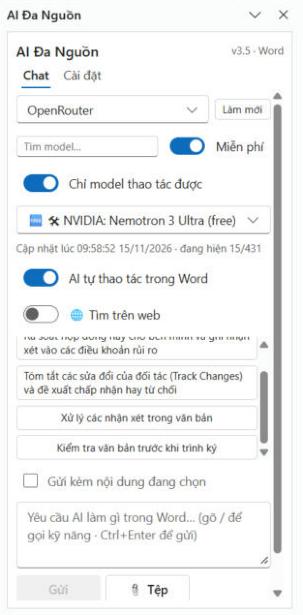 AI Đa Nguồn
AI Đa Nguồn v3.5 - Word
Chat Cài đặt
OpenRouter Làm mới
Tìm model... Miễn phí
Chỉ model thao tác được
NVIDIA: Nemotron 3 Ultra (free)
Cập nhật lúc 09:58:52 15/11/2026 - đang hiện 15/431
AI tự thao tác trong Word
Tìm trên web
xét vào các điều khoản rủi ro
Tóm tắt các sửa đổi của đối tác (Track Changes)
và đề xuất chấp nhận hay từ chối
Xử lý các nhận xét trong văn bản
Kiểm tra văn bản trước khi trình ký
Gửi kèm nội dung đang chọn
Yêu cầu AI làm gì trong Word... (gõ / để
gọi kỹ năng · Ctrl+Enter để gửi)
Gửi Tệp